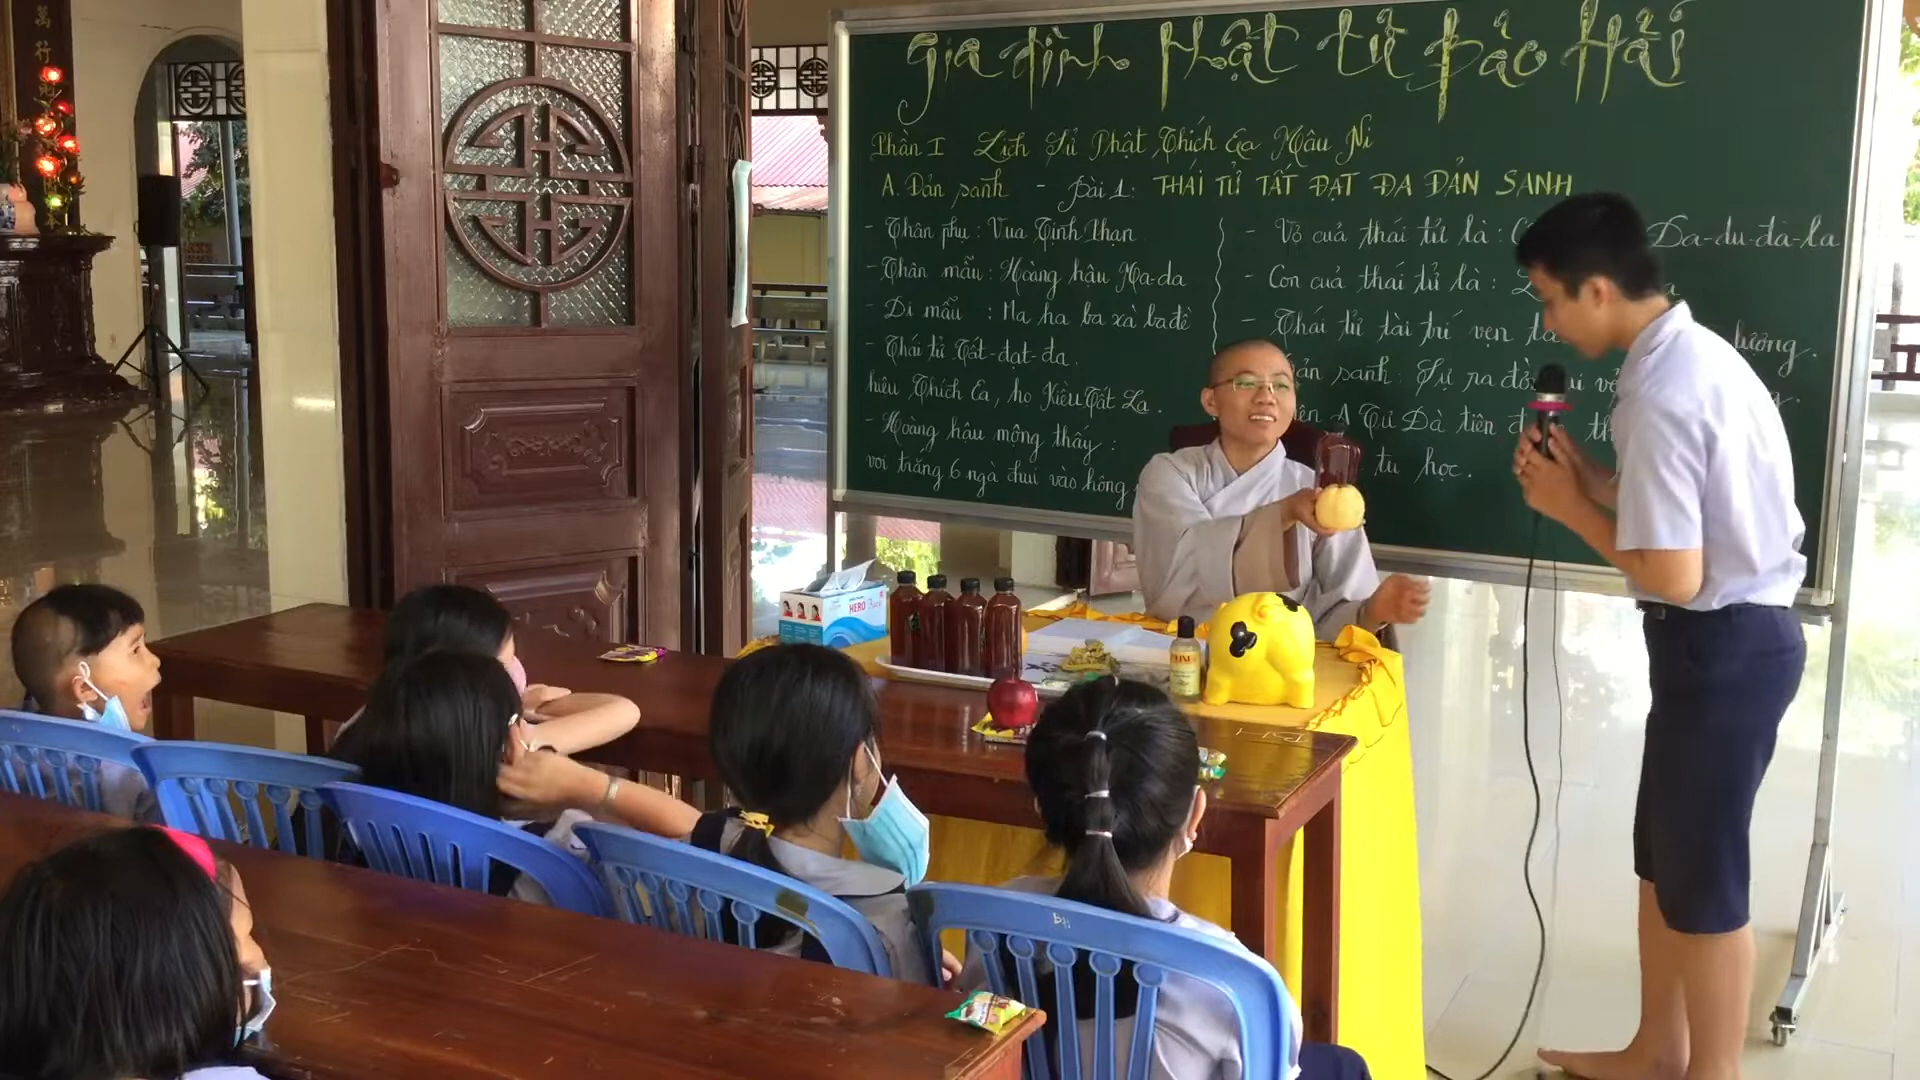 Gia đình Phật tử Bảo Hải
Phần I Lịch Sử Phật Thích Ca Mâu Ni
A. Đản sanh - Bài 1: THÁI TỬ TẤT ĐẠT ĐA ĐẢN SANH
- Thân phụ: Vua Tịnh Phạn
- Thân mẫu: Hoàng hậu Ma-da
- Di mẫu : Ma ha ba xà ba đề
- Thái tử Tất-đạt-đa.
hiệu Thích Ca, họ Kiều Tất La.
- Hoàng hậu mộng thấy:
voi trắng 6 ngà chui vào hông
- Vợ của thái tử là: Da-du-đà-la
- Con của thái tử là:
- Thái tử tài trí vẹn lượng.
sanh: Sự ra đời
A Tư Đà tiên
tu học.
萬行
HERO